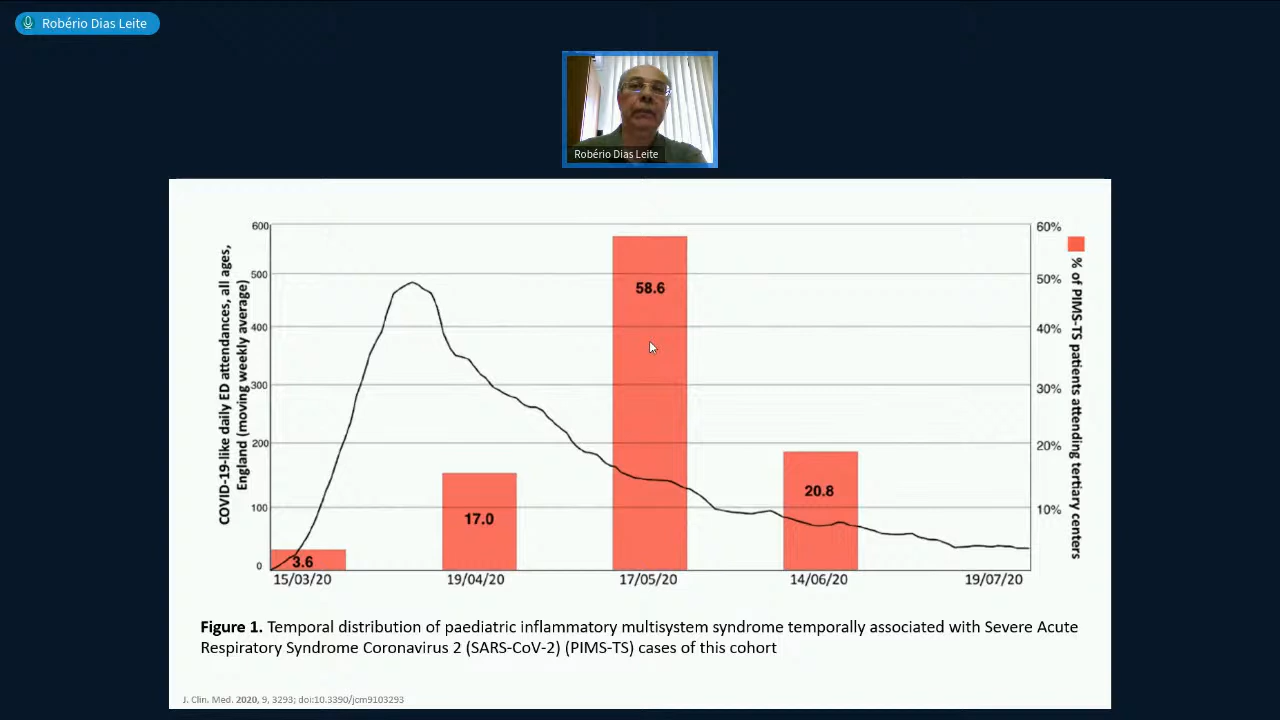 Robério Dias Leite
Robério Dias Leite
COVID-19-like daily ED attendances, all ages,
England (moving weekly average)
600
500
400
300
200
100
0
3.6
17.0
58.6
20.8
15/03/20
19/04/20
17/05/20
14/06/20
19/07/20
60%
50%
40%
30%
20%
10%
% of PIMS-TS patients attending tertiary centers
Figure 1. Temporal distribution of paediatric inflammatory multisystem syndrome temporally associated with Severe Acute
Respiratory Syndrome Coronavirus 2 (SARS-CoV-2) (PIMS-TS) cases of this cohort
J. Clin. Med. 2020, 9, 3293; doi:10.3390/jcm9103293